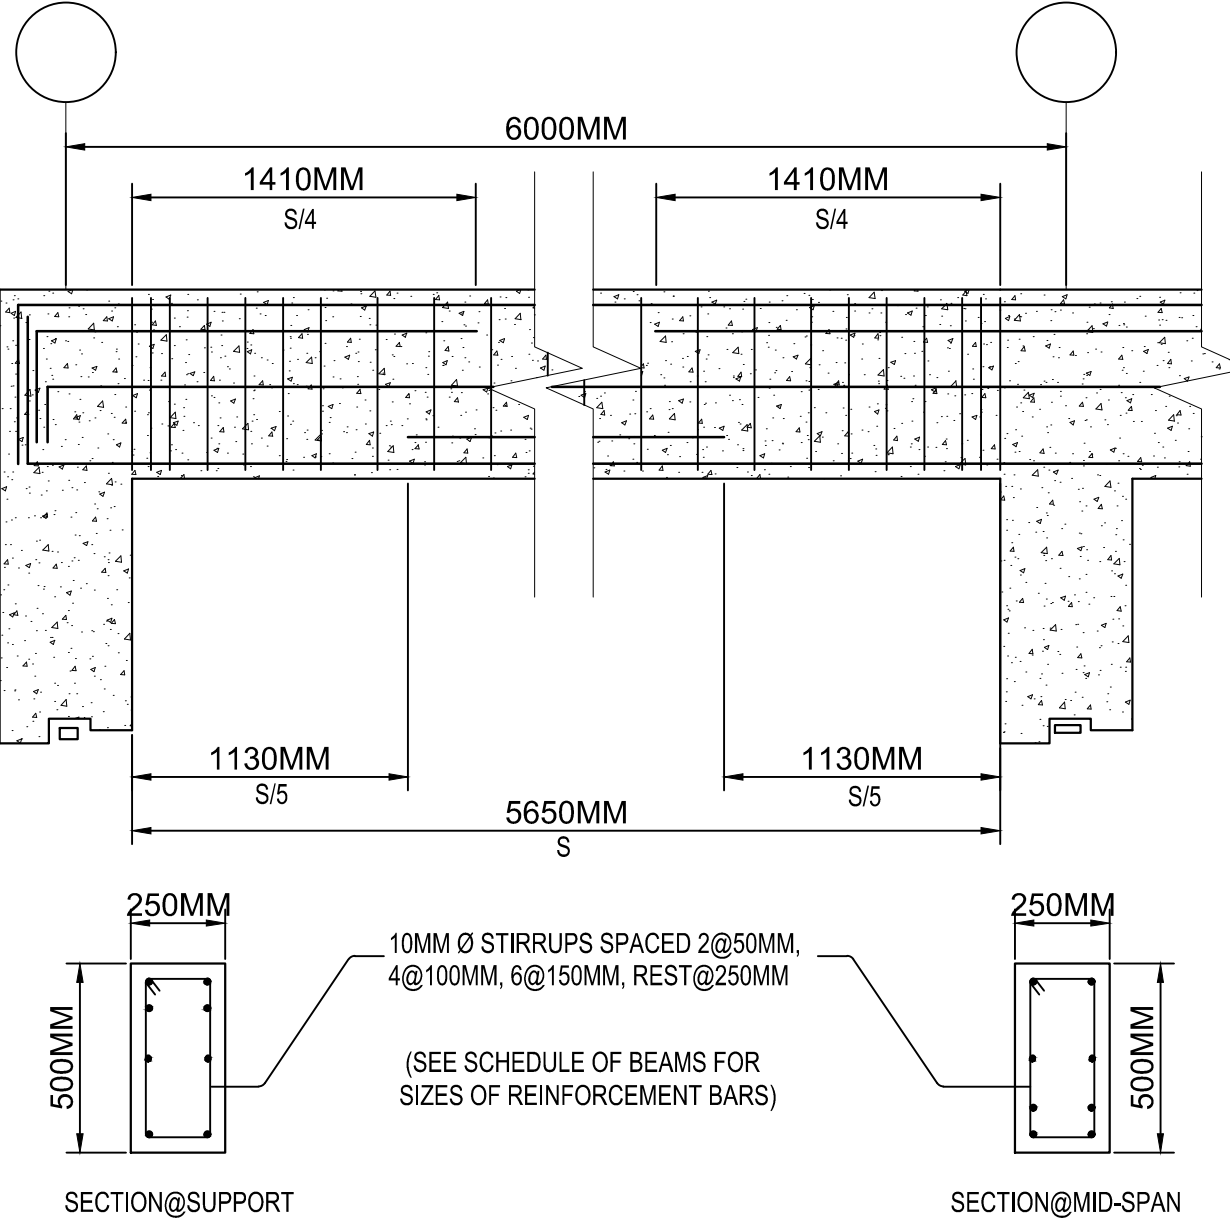 6000MM
1410MM
S/4
1410MM
S/4
1130MM
S/5
1130MM
S/5
5650MM
S
250MM
250MM
10MM Ø STIRRUPS SPACED 2@50MM,
4@100MM, 6@150MM, REST@250MM
500MM
500MM
(SEE SCHEDULE OF BEAMS FOR
SIZES OF REINFORCEMENT BARS)
SECTION@SUPPORT
SECTION@MID-SPAN